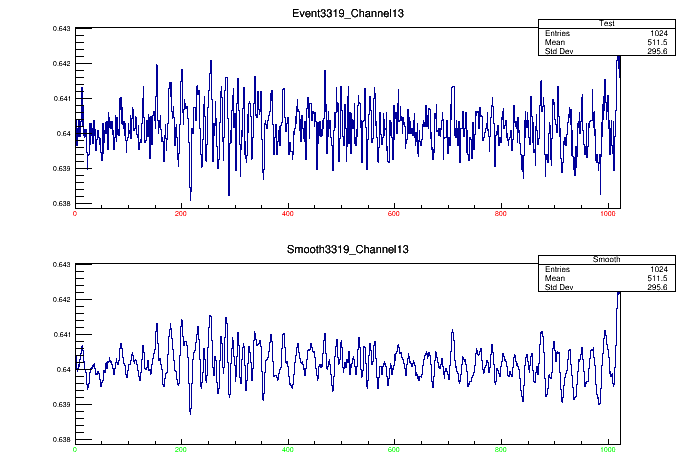 Event3319_Channel13
Test
Entries 1024
Mean 511.5
Std Dev 295.6
0.643
0.642
0.641
0.64
0.639
0.638
0 200 400 600 800 1000
Smooth3319_Channel13
Smooth
Entries 1024
Mean 511.5
Std Dev 295.6
0.643
0.642
0.641
0.64
0.639
0.638
0 200 400 600 800 1000